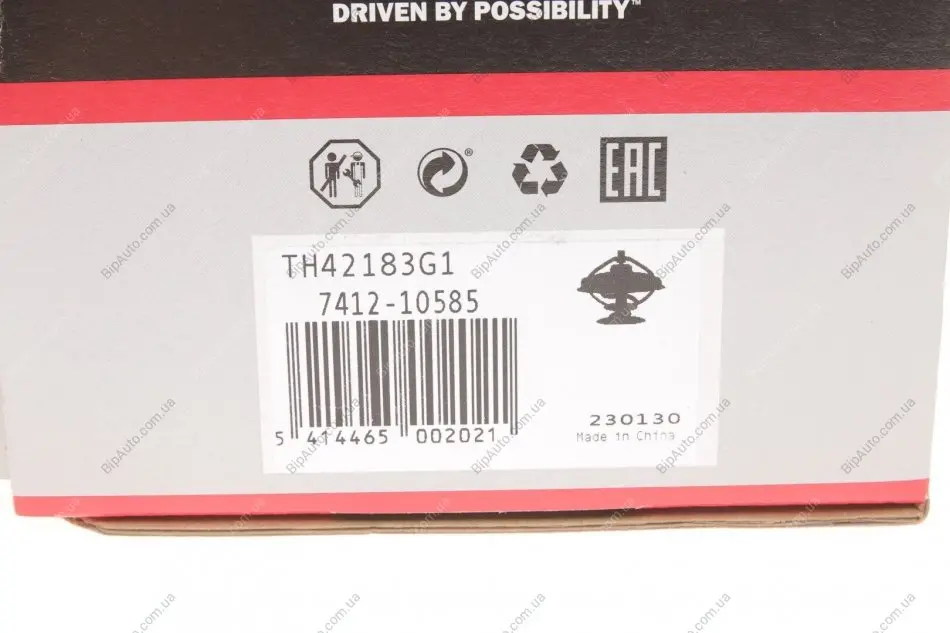 DRIVEN BY POSSIBILITY™
EAC
TH42183G1
7412-10585
5 414465 002021
230130
Made in China
BipAuto.com.ua